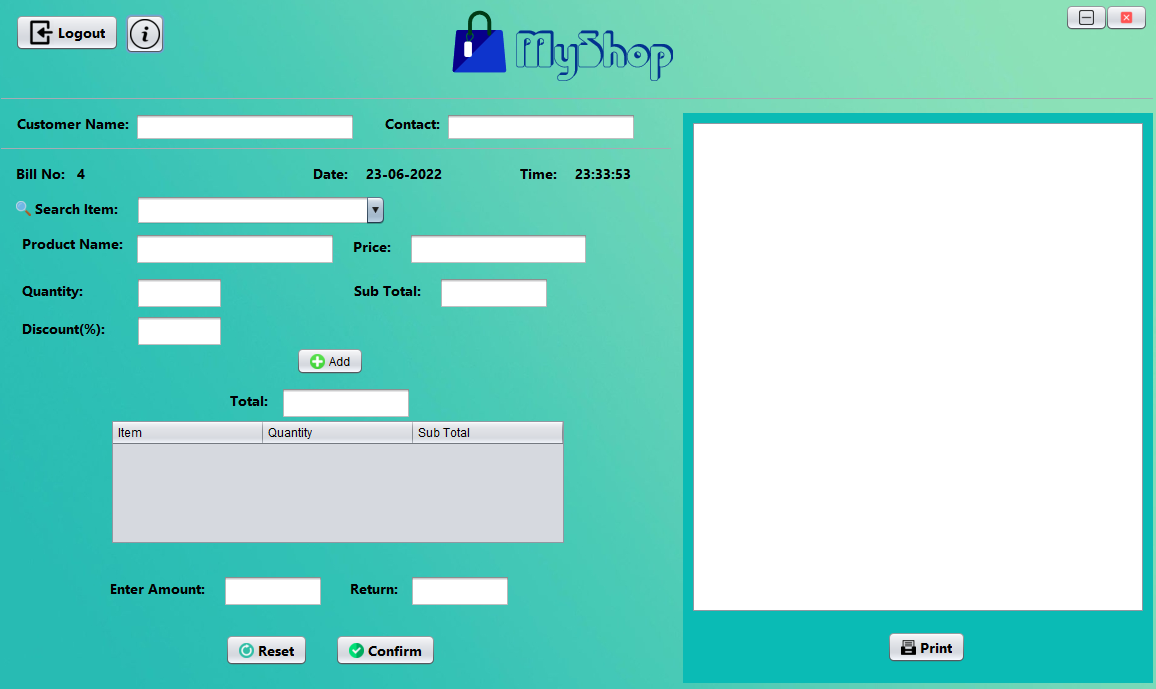 Logout
i
MyShop
Customer Name:
Contact:
Bill No: 4
Date: 23-06-2022
Time: 23:33:53
Search Item:
Product Name:
Price:
Quantity:
Sub Total:
Discount(%):
Add
Total:
Item Quantity Sub Total
Enter Amount:
Return:
Reset
Confirm
Print